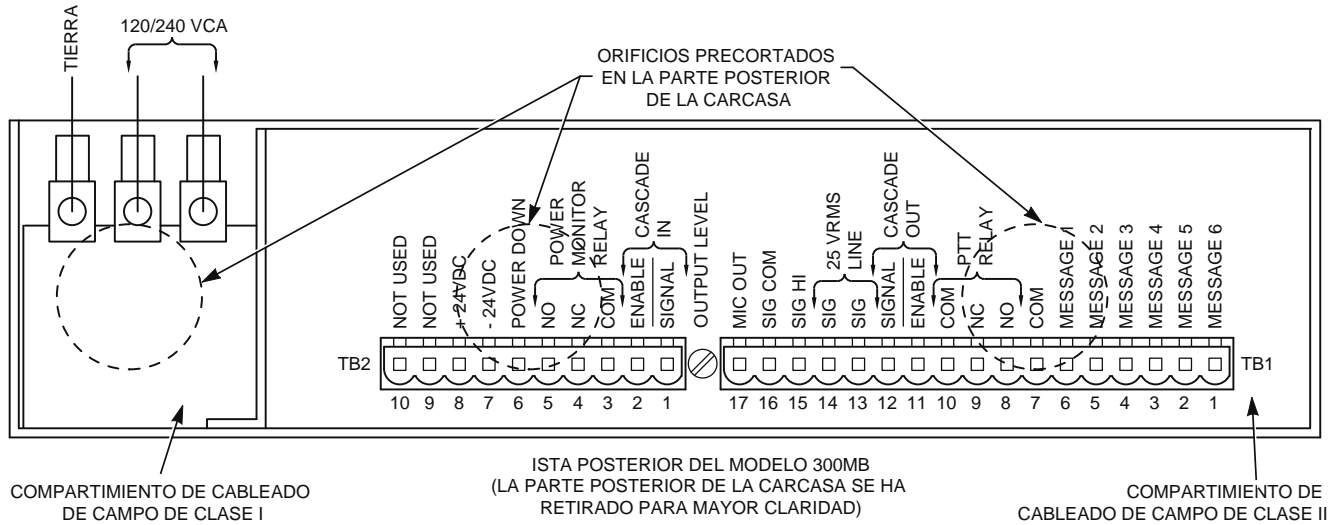 TIERRA
120/240 VCA
ORIFICIOS PRECORTADOS
EN LA PARTE POSTERIOR
DE LA CARCASA
NOT USED
NOT USED
+ 24VDC
- 24VDC
POWER DOWN
NO
NC
COM
POWER
MONITOR
RELAY
ENABLE
SIGNAL
CASCADE
IN
OUTPUT LEVEL
MIC OUT
SIG COM
SIG HI
SIG
SIG
25 VRMS
LINE
SIGNAL
ENABLE
CASCADE
OUT
COM
NC
NO
PTT
RELAY
COM
MESSAGE 1
MESSAGE 2
MESSAGE 3
MESSAGE 4
MESSAGE 5
MESSAGE 6
TB2
TB1
10 9 8 7 6 5 4 3 2 1
17 16 15 14 13 12 11 10 9 8 7 6 5 4 3 2 1
COMPARTIMIENTO DE CABLEADO
DE CAMPO DE CLASE I
ISTA POSTERIOR DEL MODELO 300MB
(LA PARTE POSTERIOR DE LA CARCASA SE HA
RETIRADO PARA MAYOR CLARIDAD)
COMPARTIMIENTO DE
CABLEADO DE CAMPO DE CLASE II